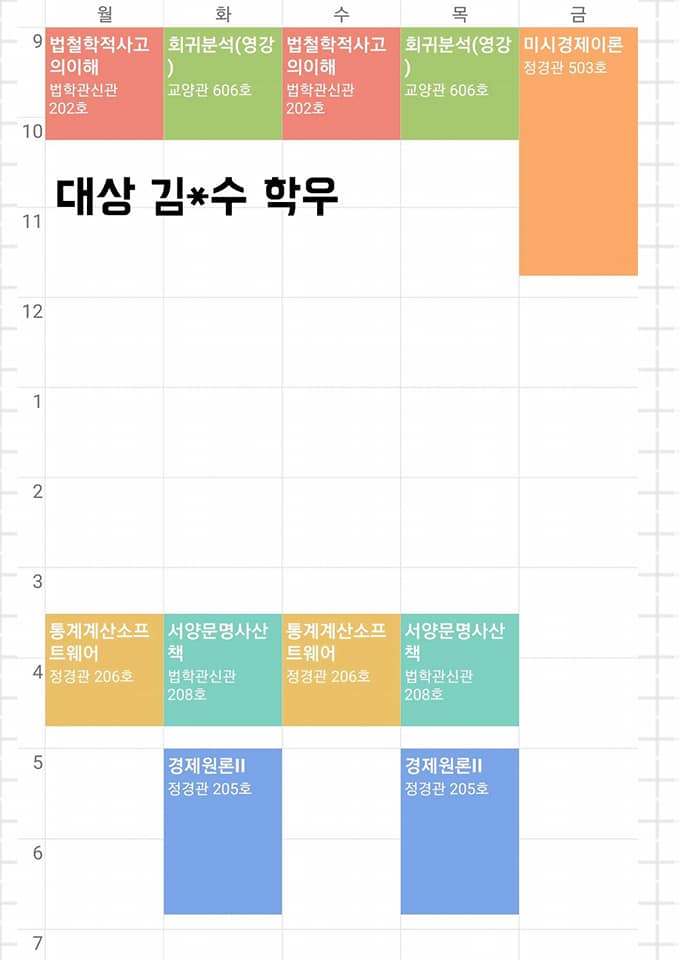 월 화 수 목 금
9
법철학적사고
의이해
법학관신관
202호
회귀분석(영강
)
교양관 606호
법철학적사고
의이해
법학관신관
202호
회귀분석(영강
)
교양관 606호
미시경제이론
정경관 503호
10
대상 김*수 학우
11
12
1
2
3
통계계산소프
트웨어
정경관 206호
서양문명사산
책
법학관신관
208호
통계계산소프
트웨어
정경관 206호
서양문명사산
책
법학관신관
208호
4
5
경제원론II
정경관 205호
경제원론II
정경관 205호
6
7